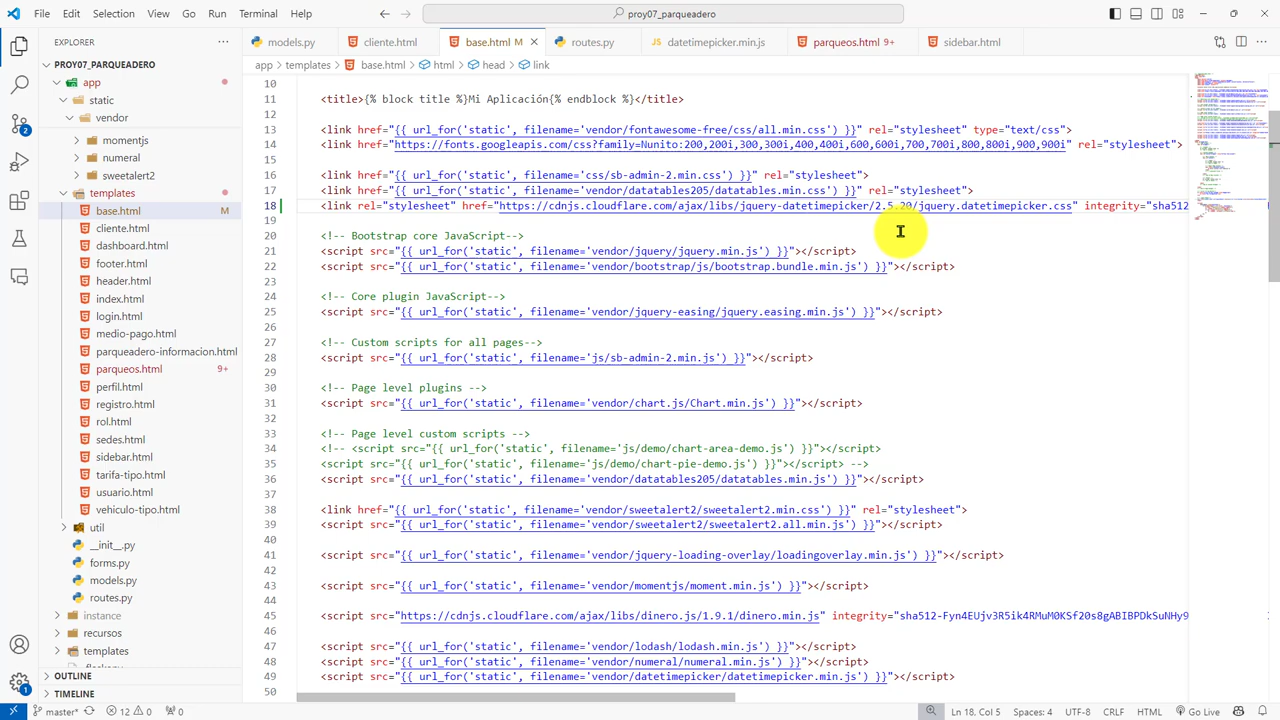 File Edit Selection View Go Run Terminal Help
proy07_parqueadero
EXPLORER
models.py
cliente.html
base.html M
routes.py
datetimepicker.min.js
parqueos.html 9+
sidebar.html
app > templates > base.html > html > head > link
PROY07_PARQUEADERO
app
static
vendor
momentjs
numeral
sweetalert2
templates
base.html M
cliente.html
dashboard.html
footer.html
header.html
index.html
login.html
medio-pago.html
parqueadero-informacion.html
parqueos.html 9+
perfil.html
registro.html
rol.html
sedes.html
sidebar.html
tarifa-tipo.html
usuario.html
vehiculo-tipo.html
util
__init__.py
forms.py
models.py
routes.py
instance
recursos
templates
OUTLINE
TIMELINE
10
11 </title>
12
13 <link href="{{ url_for('static', filename='vendor/fontawesome-free/css/all.min.css') }}" rel="stylesheet" type="text/css">
14 <link href="https://fonts.googleapis.com/css?family=Nunito:200,200i,300,300i,400,400i,600,600i,700,700i,800,800i,900,900i" rel="stylesheet">
15
16 <link href="{{ url_for('static', filename='css/sb-admin-2.min.css') }}" rel="stylesheet">
17 <link href="{{ url_for('static', filename='vendor/datatables205/datatables.min.css') }}" rel="stylesheet">
18 <link rel="stylesheet" href="https://cdnjs.cloudflare.com/ajax/libs/jquery-datetimepicker/2.5.20/jquery.datetimepicker.css" integrity="sha512
19
20 <!-- Bootstrap core JavaScript-->
21 <script src="{{ url_for('static', filename='vendor/jquery/jquery.min.js') }}"></script>
22 <script src="{{ url_for('static', filename='vendor/bootstrap/js/bootstrap.bundle.min.js') }}"></script>
23
24 <!-- Core plugin JavaScript-->
25 <script src="{{ url_for('static', filename='vendor/jquery-easing/jquery.easing.min.js') }}"></script>
26
27 <!-- Custom scripts for all pages-->
28 <script src="{{ url_for('static', filename='js/sb-admin-2.min.js') }}"></script>
29
30 <!-- Page level plugins -->
31 <script src="{{ url_for('static', filename='vendor/chart.js/Chart.min.js') }}"></script>
32
33 <!-- Page level custom scripts -->
34 <!-- <script src="{{ url_for('static', filename='js/demo/chart-area-demo.js') }}"></script>
35 <script src="{{ url_for('static', filename='js/demo/chart-pie-demo.js') }}"></script> -->
36 <script src="{{ url_for('static', filename='vendor/datatables205/datatables.min.js') }}"></script>
37
38 <link href="{{ url_for('static', filename='vendor/sweetalert2/sweetalert2.min.css') }}" rel="stylesheet">
39 <script src="{{ url_for('static', filename='vendor/sweetalert2/sweetalert2.all.min.js') }}"></script>
40
41 <script src="{{ url_for('static', filename='vendor/jquery-loading-overlay/loadingoverlay.min.js') }}"></script>
42
43 <script src="{{ url_for('static', filename='vendor/momentjs/moment.min.js') }}"></script>
44
45 <script src="https://cdnjs.cloudflare.com/ajax/libs/dinero.js/1.9.1/dinero.min.js" integrity="sha512-Fyn4EUjv3R5ik4RMuM0KSf20s8gABIBPDkSuNHy9
46
47 <script src="{{ url_for('static', filename='vendor/lodash/lodash.min.js') }}"></script>
48 <script src="{{ url_for('static', filename='vendor/numeral/numeral.min.js') }}"></script>
49 <script src="{{ url_for('static', filename='vendor/datetimepicker/datetimepicker.min.js') }}"></script>
50
master* 12 0 0 Ln 18, Col 5 Spaces: 4 UTF-8 CRLF HTML Go Live